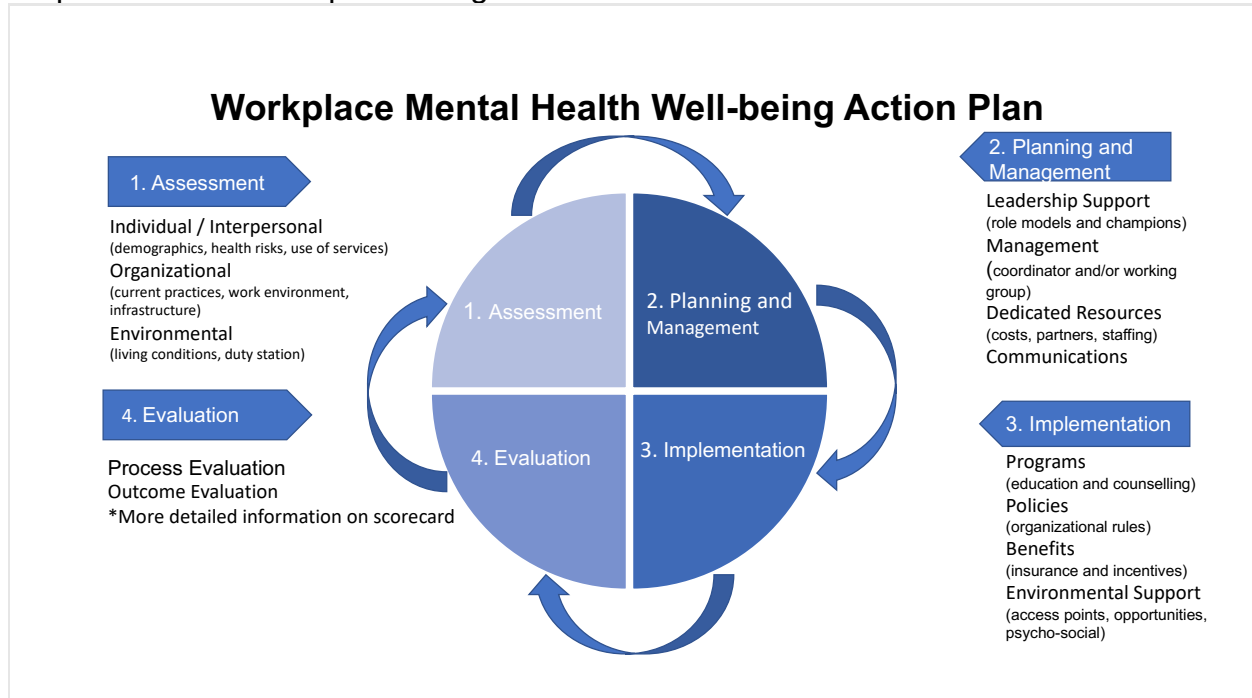 Workplace Mental Health Well-being Action Plan
1. Assessment
Individual / Interpersonal
(demographics, health risks, use of services)
Organizational
(current practices, work environment,
infrastructure)
Environmental
(living conditions, duty station)
2. Planning and
Management
Leadership Support
(role models and champions)
Management
(coordinator and/or working
group)
Dedicated Resources
(costs, partners, staffing)
Communications
1. Assessment
2. Planning and
Management
4. Evaluation
3. Implementation
4. Evaluation
Process Evaluation
Outcome Evaluation
*More detailed information on scorecard
3. Implementation
Programs
(education and counselling)
Policies
(organizational rules)
Benefits
(insurance and incentives)
Environmental Support
(access points, opportunities,
psycho-social)